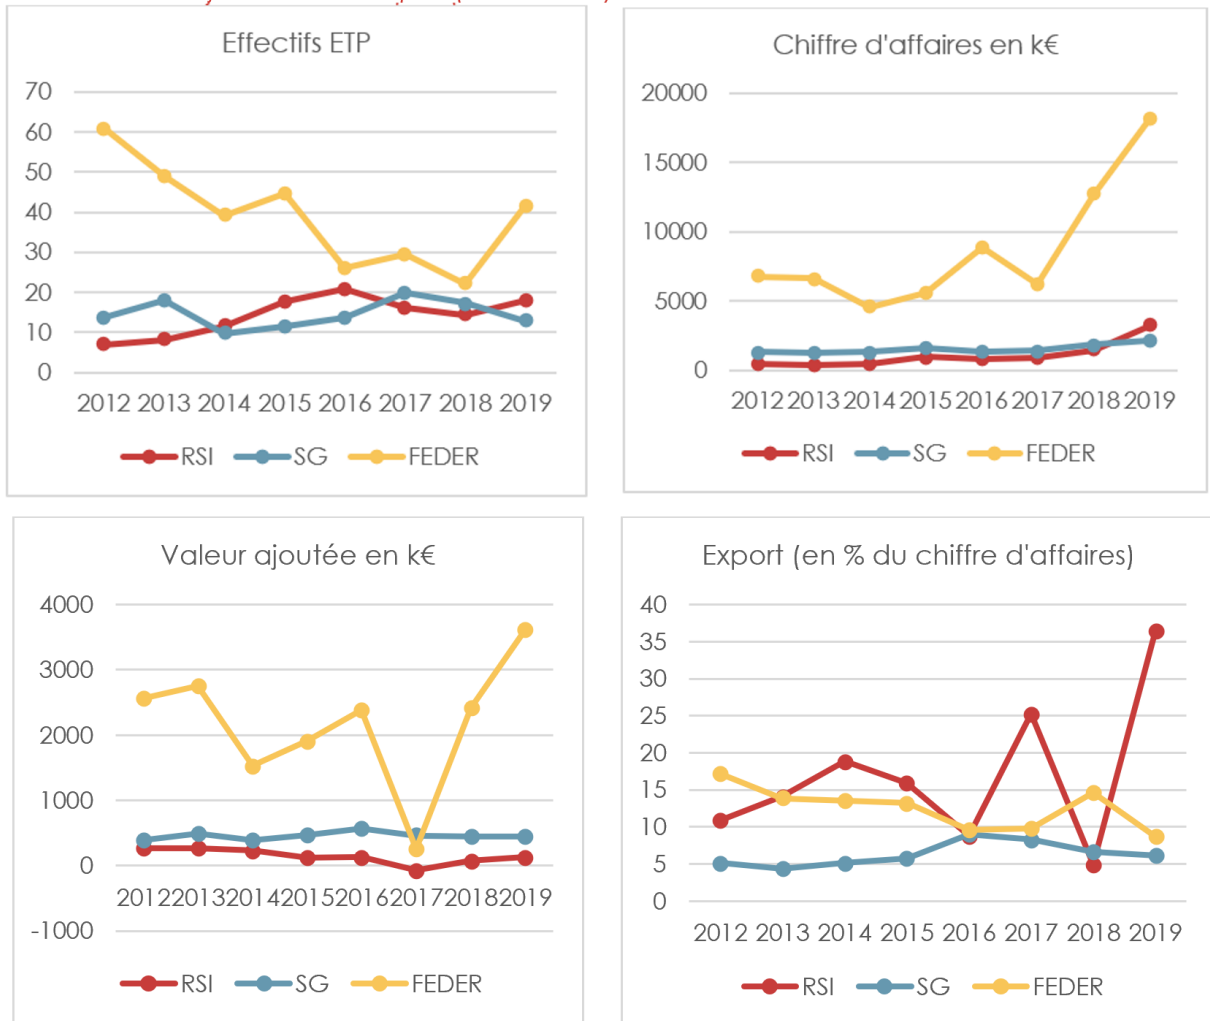 Effectifs ETP
70
60
50
40
30
20
10
0
2012 2013 2014 2015 2016 2017 2018 2019
RSI SG FEDER
Chiffre d'affaires en k€
20000
15000
10000
5000
0
2012 2013 2014 2015 2016 2017 2018 2019
RSI SG FEDER
Valeur ajoutée en k€
4000
3000
2000
1000
0
2012 2013 2014 2015 2016 2017 2018 2019
-1000
RSI SG FEDER
Export (en % du chiffre d'affaires)
40
35
30
25
20
15
10
5
0
2012 2013 2014 2015 2016 2017 2018 2019
RSI SG FEDER